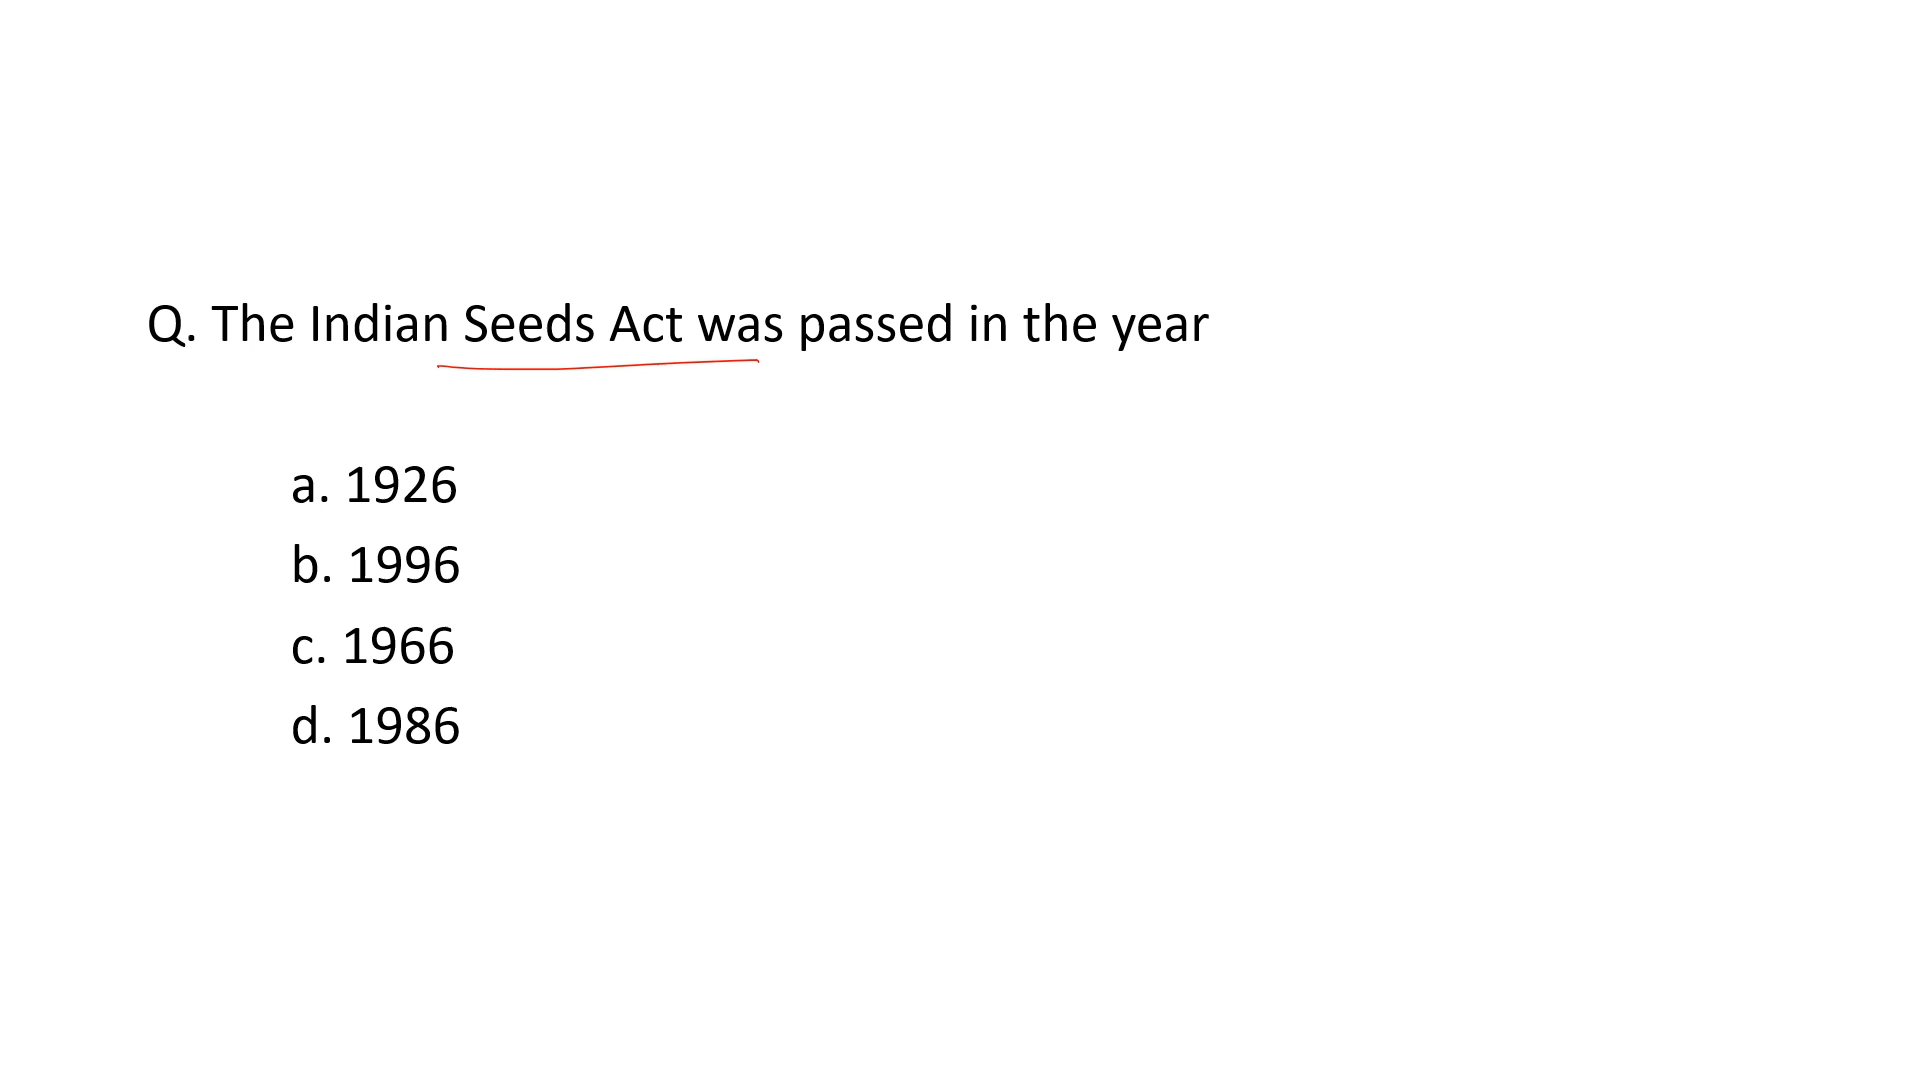 Q. The Indian Seeds Act was passed in the year
a. 1926
b. 1996
c. 1966
d. 1986